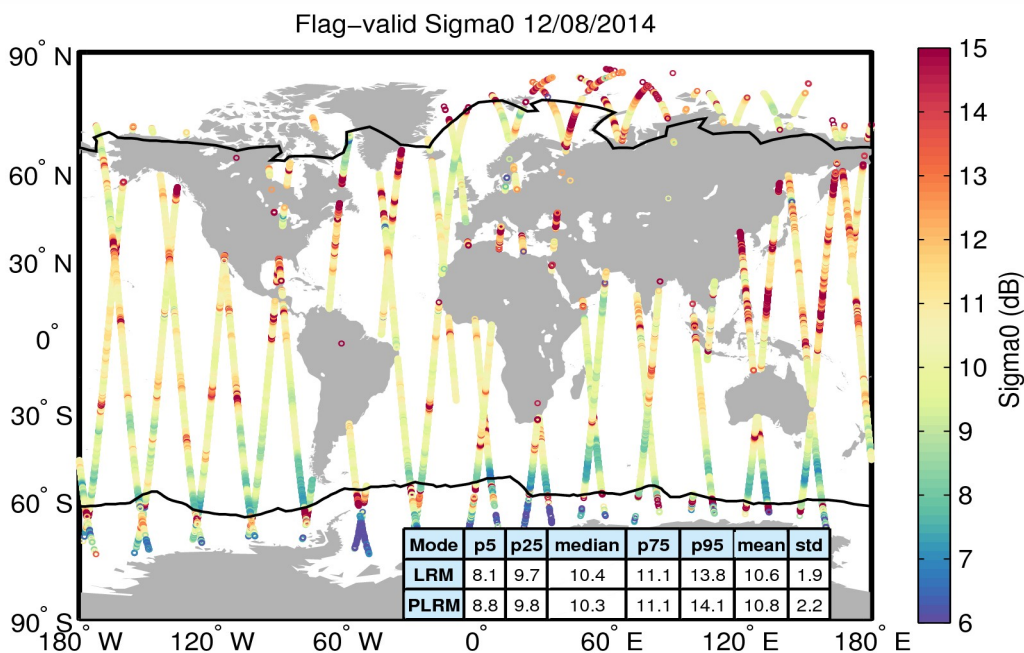 Flag−valid Sigma0 12/08/2014
90° N
60° N
30° N
0°
30° S
60° S
90° S
180° W 120° W 60° W 0° 60° E 120° E 180° E
Mode p5 p25 median p75 p95 mean std
LRM 8.1 9.7 10.4 11.1 13.8 10.6 1.9
PLRM 8.8 9.8 10.3 11.1 14.1 10.8 2.2
15
14
13
12
11
10
9
8
7
6
Sigma0 (dB)